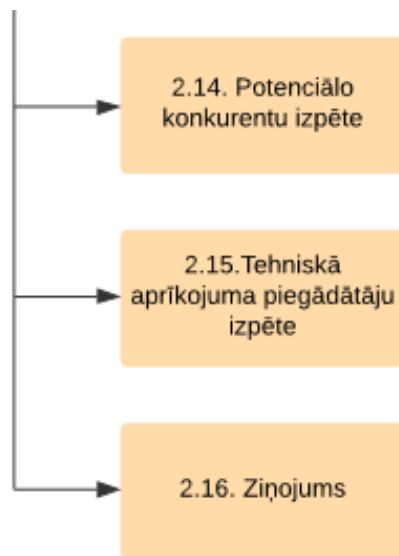 2.14. Potenciālo
konkurentu izpēte
2.15.Tehniskā
aprīkojuma piegādātāju
izpēte
2.16. Ziņojums